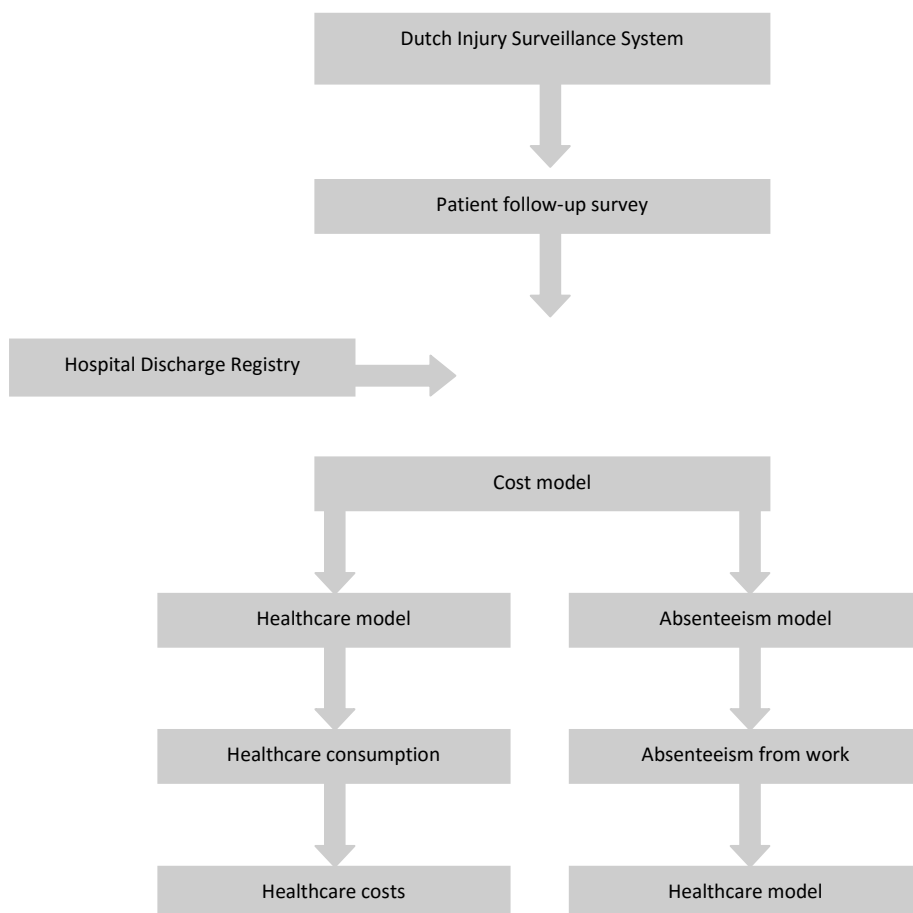 Dutch Injury Surveillance System
Patient follow-up survey
Hospital Discharge Registry
Cost model
Healthcare model
Absenteeism model
Healthcare consumption
Absenteeism from work
Healthcare costs
Healthcare model